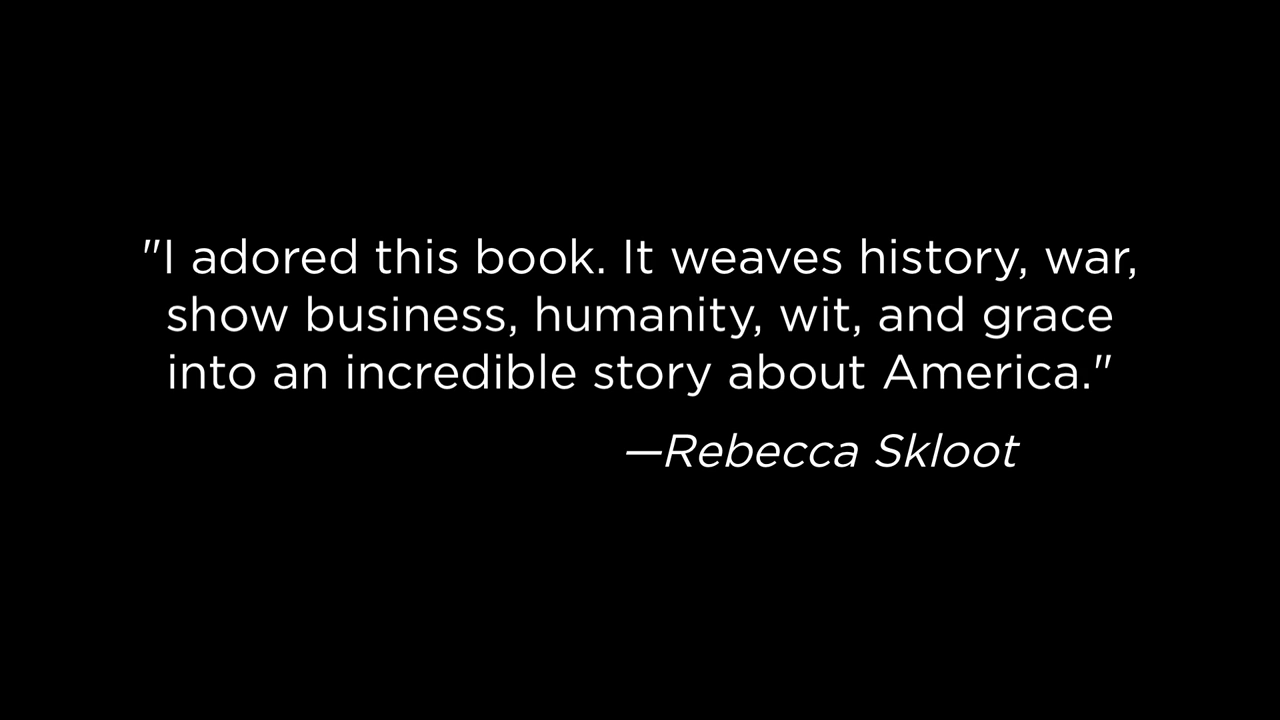 "I adored this book. It weaves history, war,
show business, humanity, wit, and grace
into an incredible story about America."
—Rebecca Skloot